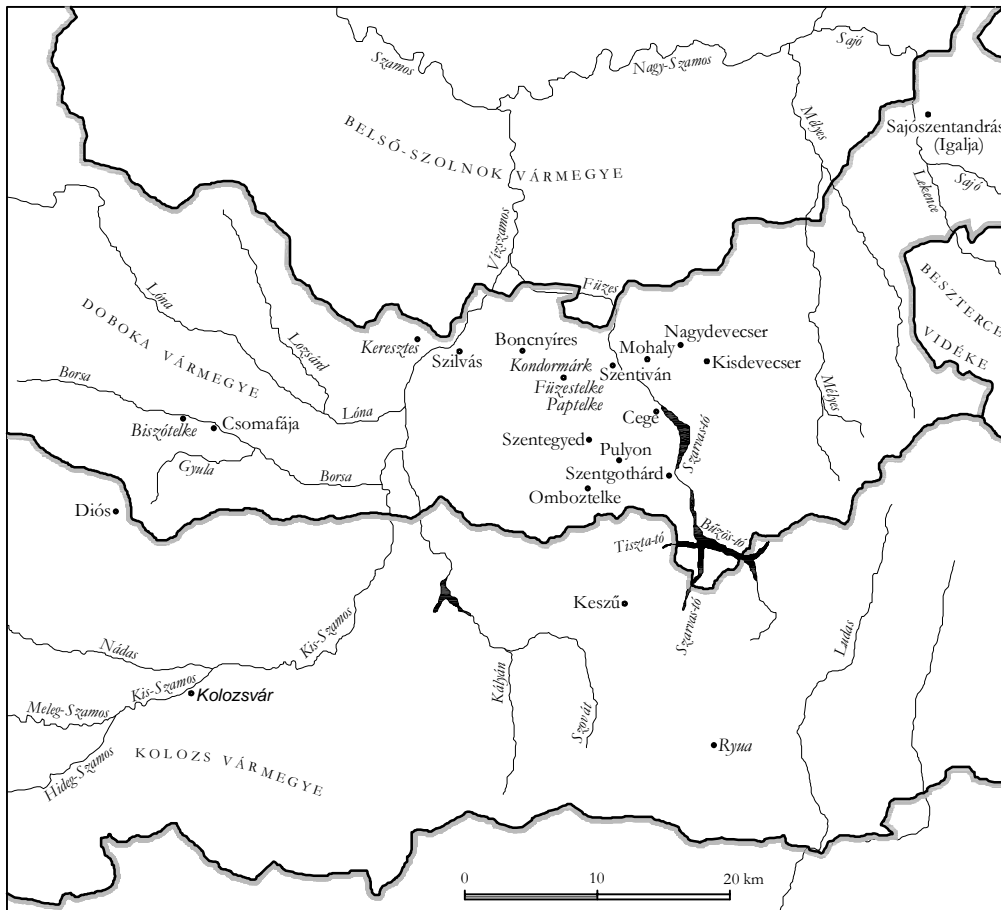 Szamos
Nagy-Szamos
Sajó
Mélyes
Sajószentandrás
(Igalja)
Sajó
Lekence
BELSŐ-SZOLNOK VÁRMEGYE
Vízszamos
Füzes
BESZTERCE
VIDÉKE
Lóna
DOBOKA VÁRMEGYE
Lozsárd
Keresztes
Szilvás
Boncnyíres
Kondormárk
Füzestelke
Paptelke
Szentiván
Mohaly
Nagydevecser
Kisdevecser
Mélyes
Borsa
Biszótelke
Csomafája
Lóna
Cege
Szarvas-tó
Szentegyed
Pulyon
Szentgothárd
Omboztelke
Gyula
Borsa
Diós
Tiszta-tó
Bűzös-tó
Keszű
Szarvas-tó
Ludas
Kis-Szamos
Nádas
Kis-Szamos
Kolozsvár
Meleg-Szamos
Hideg-Szamos
Kályán
Szovát
Ryua
KOLOZS VÁRMEGYE
0 10 20 km